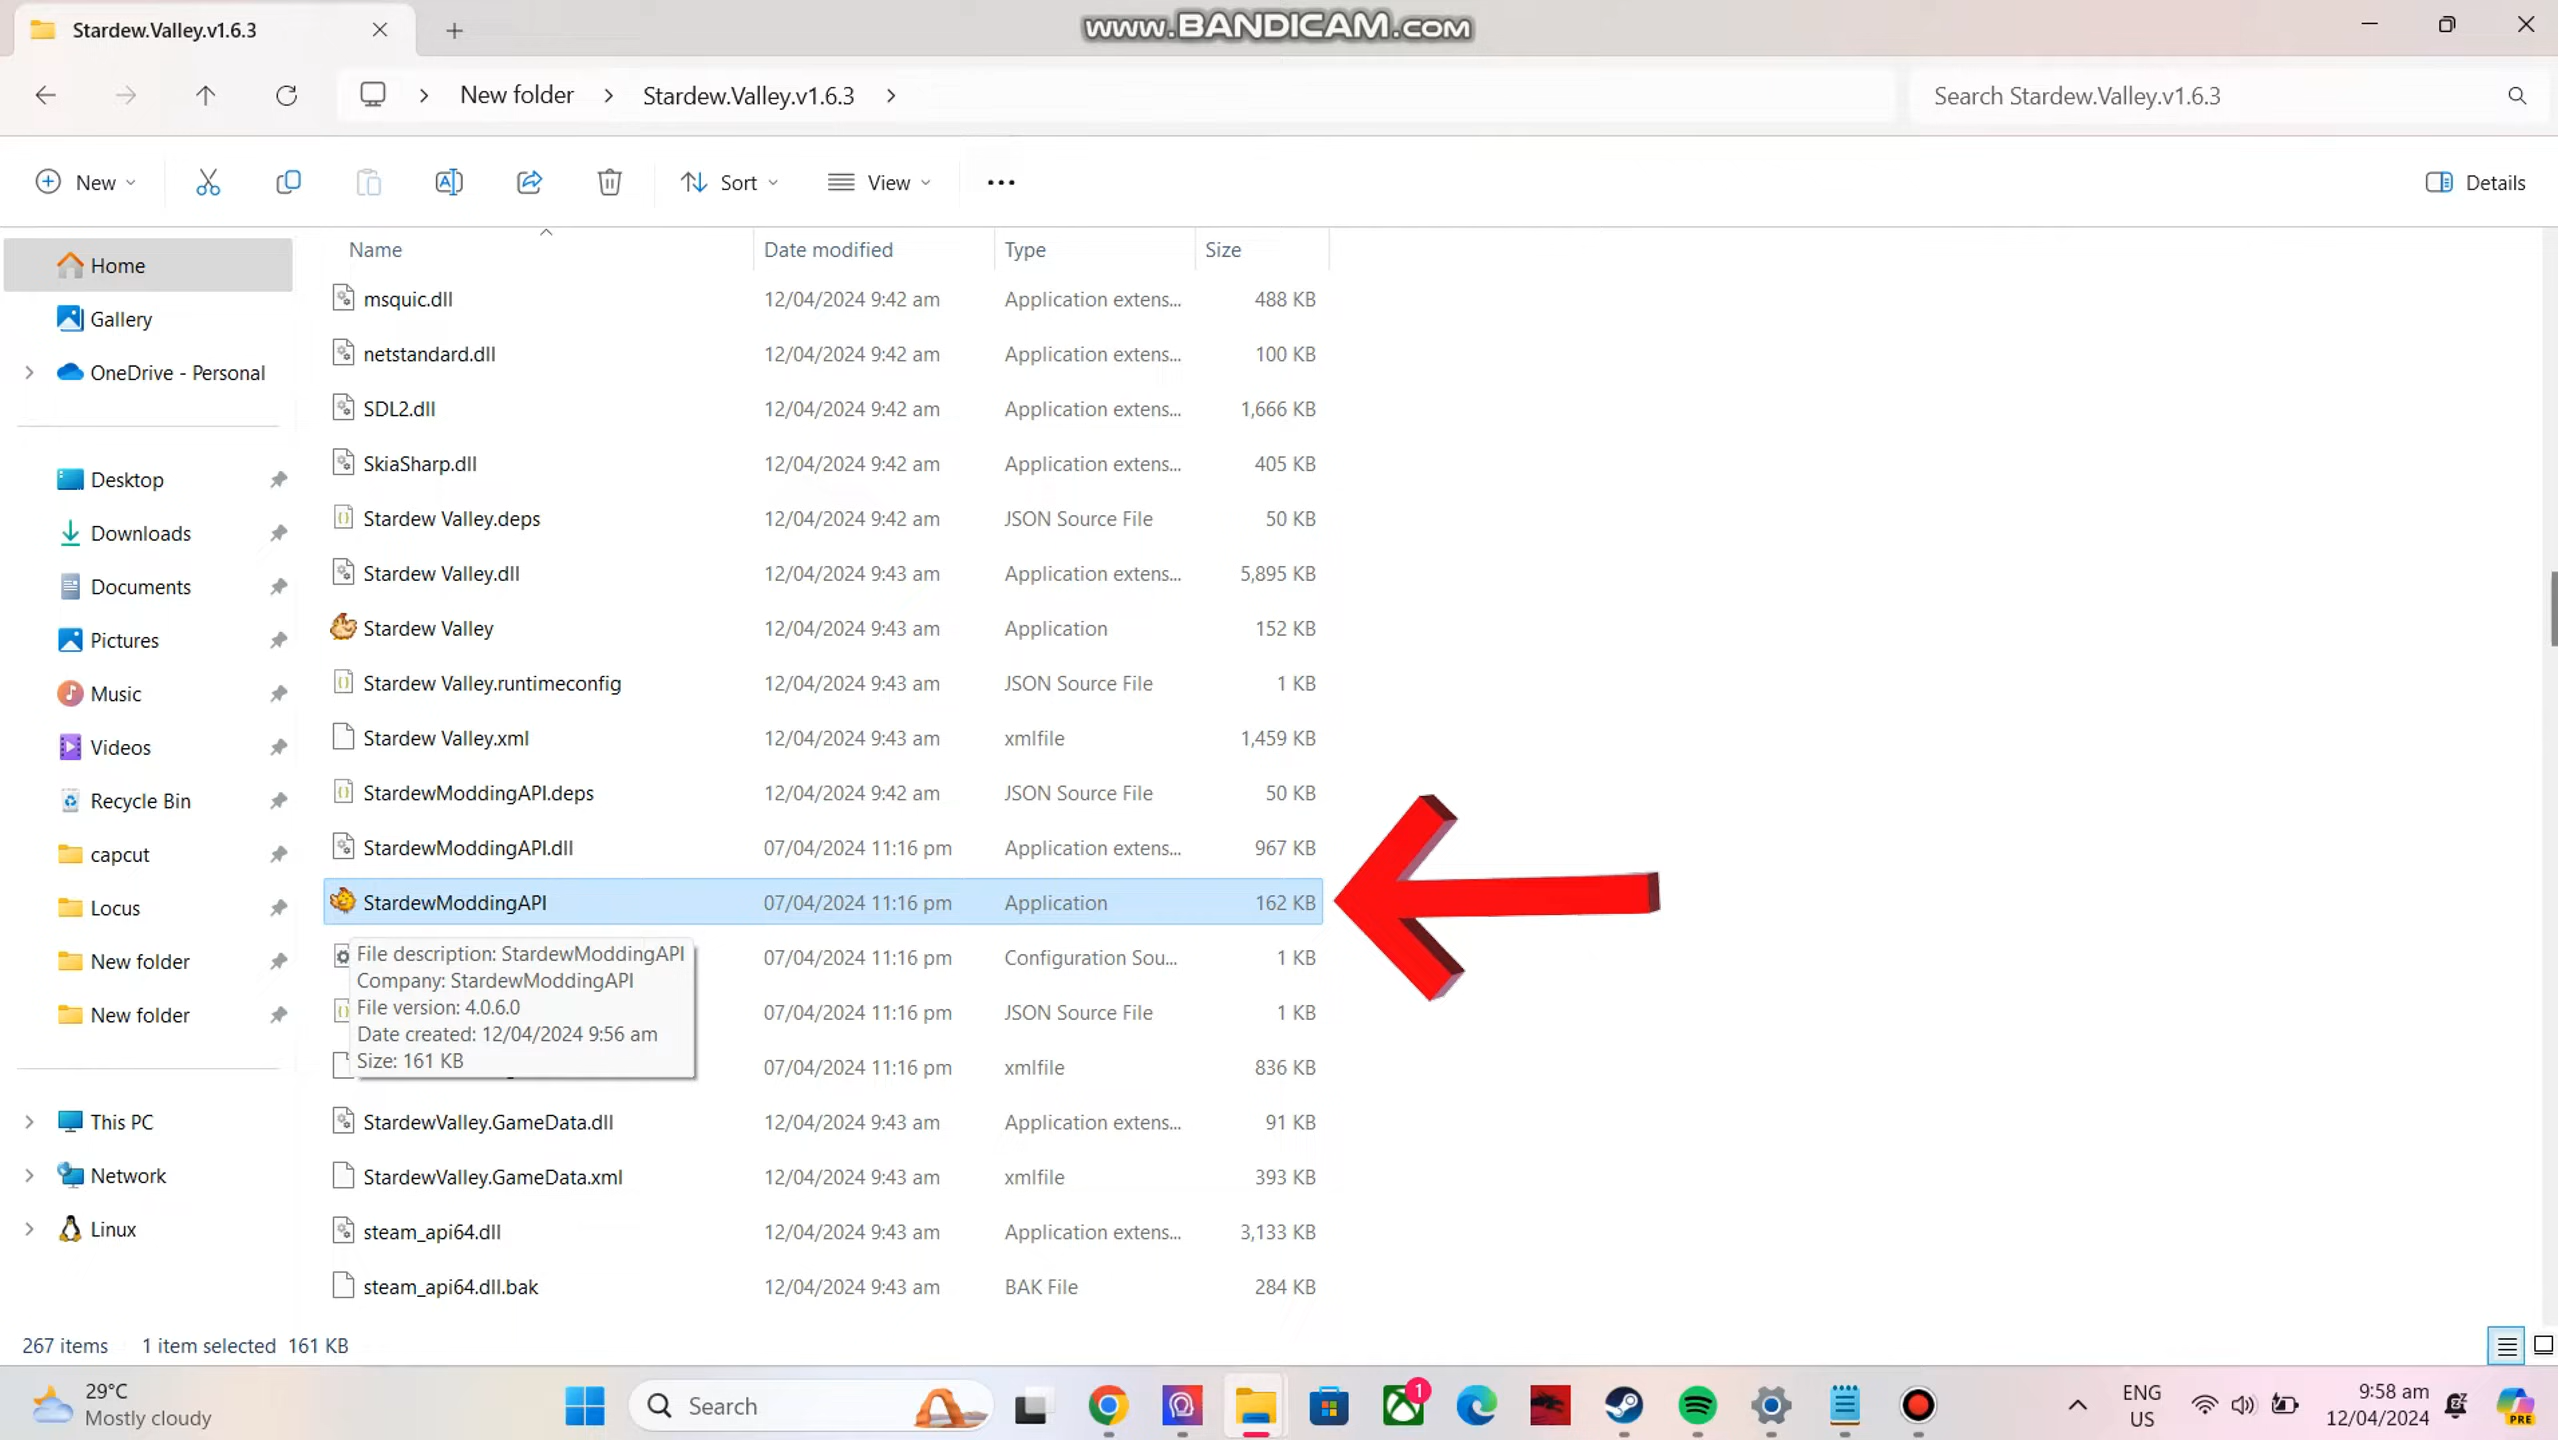 Stardew.Valley.v1.6.3
www.BANDICAM.com
New folder > Stardew.Valley.v1.6.3 >
Search Stardew.Valley.v1.6.3
New
Sort
View
Details
Name Date modified Type Size
Home
Gallery
OneDrive - Personal
Desktop
Downloads
Documents
Pictures
Music
Videos
Recycle Bin
capcut
Locus
New folder
New folder
This PC
Network
Linux
msquic.dll 12/04/2024 9:42 am Application extens... 488 KB
netstandard.dll 12/04/2024 9:42 am Application extens... 100 KB
SDL2.dll 12/04/2024 9:42 am Application extens... 1,666 KB
SkiaSharp.dll 12/04/2024 9:42 am Application extens... 405 KB
Stardew Valley.deps 12/04/2024 9:42 am JSON Source File 50 KB
Stardew Valley.dll 12/04/2024 9:43 am Application extens... 5,895 KB
Stardew Valley 12/04/2024 9:43 am Application 152 KB
Stardew Valley.runtimeconfig 12/04/2024 9:43 am JSON Source File 1 KB
Stardew Valley.xml 12/04/2024 9:43 am xmlfile 1,459 KB
StardewModdingAPI.deps 12/04/2024 9:42 am JSON Source File 50 KB
StardewModdingAPI.dll 07/04/2024 11:16 pm Application extens... 967 KB
StardewModdingAPI 07/04/2024 11:16 pm Application 162 KB
07/04/2024 11:16 pm Configuration Sou... 1 KB
07/04/2024 11:16 pm JSON Source File 1 KB
07/04/2024 11:16 pm xmlfile 836 KB
File description: StardewModdingAPI
Company: StardewModdingAPI
File version: 4.0.6.0
Date created: 12/04/2024 9:56 am
Size: 161 KB
StardewValley.GameData.dll 12/04/2024 9:43 am Application extens... 91 KB
StardewValley.GameData.xml 12/04/2024 9:43 am xmlfile 393 KB
steam_api64.dll 12/04/2024 9:43 am Application extens... 3,133 KB
steam_api64.dll.bak 12/04/2024 9:43 am BAK File 284 KB
267 items 1 item selected 161 KB
29°C
Mostly cloudy
Search
1
ENG
US
9:58 am
12/04/2024
PRE